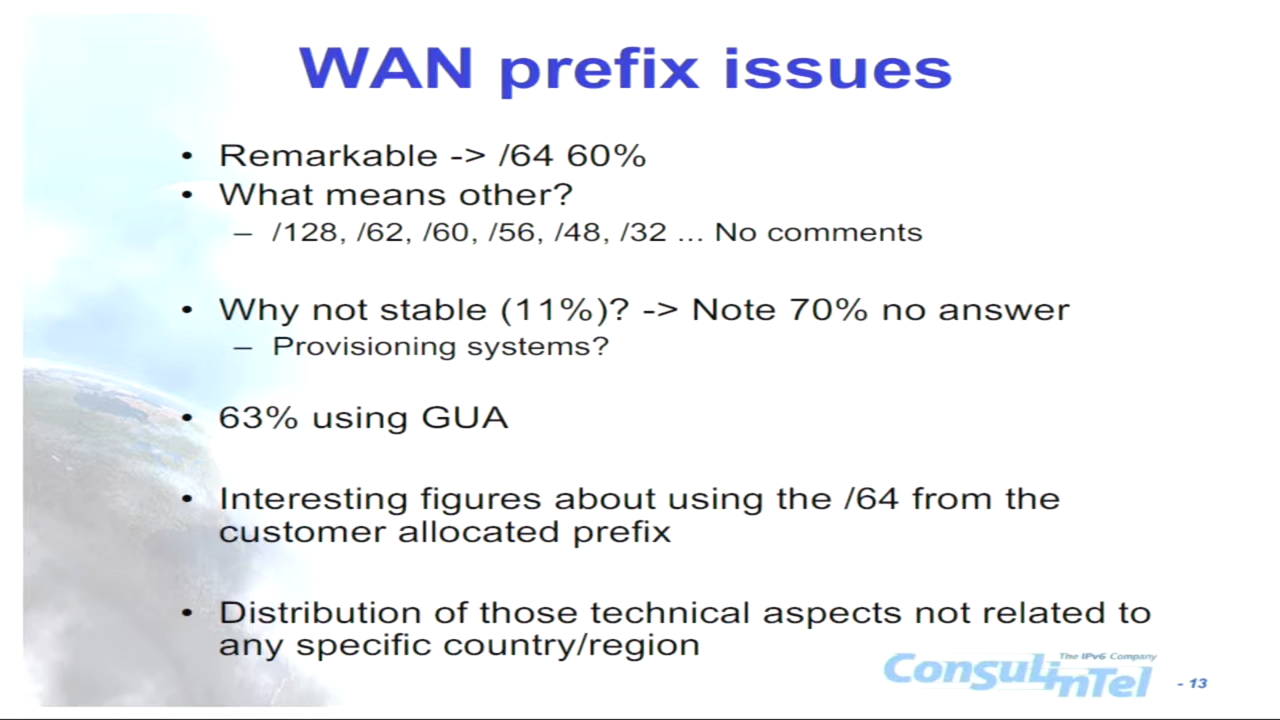 WAN prefix issues
• Remarkable -> /64 60%
• What means other?
– /128, /62, /60, /56, /48, /32 ... No comments
• Why not stable (11%)? -> Note 70% no answer
– Provisioning systems?
• 63% using GUA
• Interesting figures about using the /64 from the
customer allocated prefix
• Distribution of those technical aspects not related to
any specific country/region
The IPv6 Company
ConsulinTel
- 13